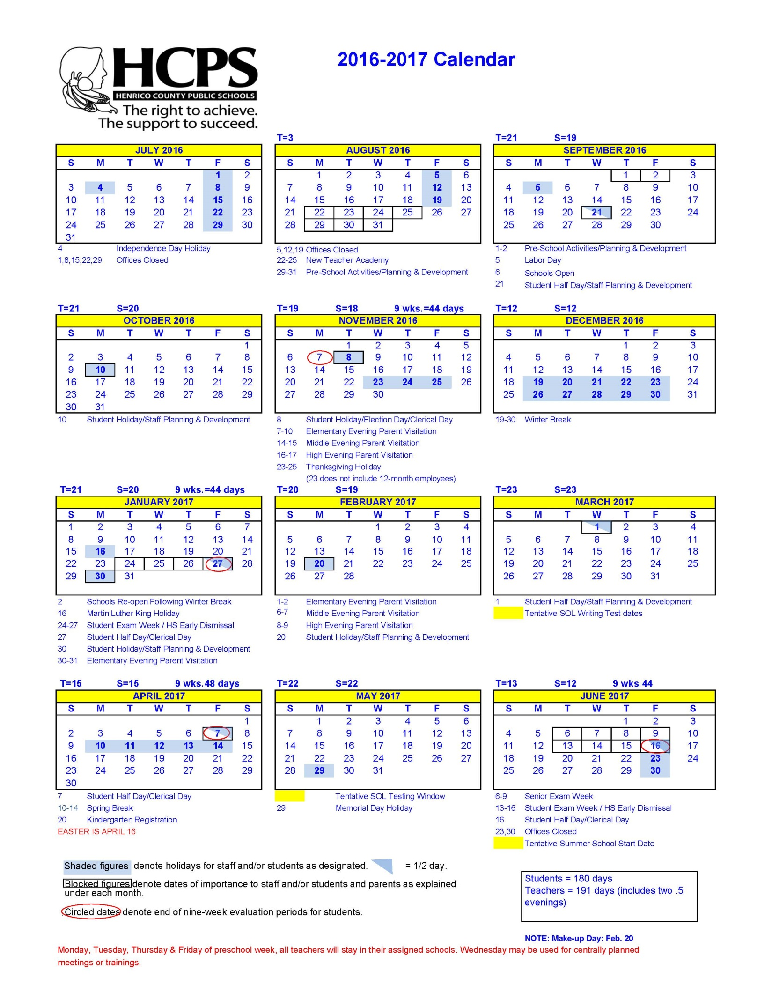 HCPS
HENRICO COUNTY PUBLIC SCHOOLS
The right to achieve.
The support to succeed.
2016-2017 Calendar
JULY 2016
S M T W T F S
1 2
3 4 5 6 7 8 9
10 11 12 13 14 15 16
17 18 19 20 21 22 23
24 25 26 27 28 29 30
31
4 Independence Day Holiday
1,8,15,22,29 Offices Closed
T=3
AUGUST 2016
S M T W T F S
1 2 3 4 5 6
7 8 9 10 11 12 13
14 15 16 17 18 19 20
21 22 23 24 25 26 27
28 29 30 31
5,12,19 Offices Closed
22-25 New Teacher Academy
29-31 Pre-School Activities/Planning & Development
T=21 S=19
SEPTEMBER 2016
S M T W T F S
1 2 3
4 5 6 7 8 9 10
11 12 13 14 15 16 17
18 19 20 21 22 23 24
25 26 27 28 29 30
1-2 Pre-School Activities/Planning & Development
5 Labor Day
6 Schools Open
21 Student Half Day/Staff Planning & Development
T=21 S=20
OCTOBER 2016
S M T W T F S
1
2 3 4 5 6 7 8
9 10 11 12 13 14 15
16 17 18 19 20 21 22
23 24 25 26 27 28 29
30 31
10 Student Holiday/Staff Planning & Development
T=19 S=18 9 wks.=44 days
NOVEMBER 2016
S M T W T F S
1 2 3 4 5
6 7 8 9 10 11 12
13 14 15 16 17 18 19
20 21 22 23 24 25 26
27 28 29 30
8 Student Holiday/Election Day/Clerical Day
7-10 Elementary Evening Parent Visitation
14-15 Middle Evening Parent Visitation
16-17 High Evening Parent Visitation
23-25 Thanksgiving Holiday
(23 does not include 12-month employees)
T=12 S=12
DECEMBER 2016
S M T W T F S
1 2 3
4 5 6 7 8 9 10
11 12 13 14 15 16 17
18 19 20 21 22 23 24
25 26 27 28 29 30 31
19-30 Winter Break
T=21 S=20 9 wks.=44 days
JANUARY 2017
S M T W T F S
1 2 3 4 5 6 7
8 9 10 11 12 13 14
15 16 17 18 19 20 21
22 23 24 25 26 27 28
29 30 31
2 Schools Re-open Following Winter Break
16 Martin Luther King Holiday
24-27 Student Exam Week / HS Early Dismissal
27 Student Half Day/Clerical Day
30 Student Holiday/Staff Planning & Development
30-31 Elementary Evening Parent Visitation
T=20 S=19
FEBRUARY 2017
S M T W T F S
1 2 3 4
5 6 7 8 9 10 11
12 13 14 15 16 17 18
19 20 21 22 23 24 25
26 27 28
1-2 Elementary Evening Parent Visitation
6-7 Middle Evening Parent Visitation
8-9 High Evening Parent Visitation
20 Student Holiday/Staff Planning & Development
T=23 S=23
MARCH 2017
S M T W T F S
1 2 3 4
5 6 7 8 9 10 11
12 13 14 15 16 17 18
19 20 21 22 23 24 25
26 27 28 29 30 31
1 Student Half Day/Staff Planning & Development
Tentative SOL Writing Test dates
T=15 S=15 9 wks.48 days
APRIL 2017
S M T W T F S
1
2 3 4 5 6 7 8
9 10 11 12 13 14 15
16 17 18 19 20 21 22
23 24 25 26 27 28 29
30
7 Student Half Day/Clerical Day
10-14 Spring Break
20 Kindergarten Registration
EASTER IS APRIL 16
T=22 S=22
MAY 2017
S M T W T F S
1 2 3 4 5 6
7 8 9 10 11 12 13
14 15 16 17 18 19 20
21 22 23 24 25 26 27
28 29 30 31
Tentative SOL Testing Window
29 Memorial Day Holiday
T=13 S=12 9 wks.44
JUNE 2017
S M T W T F S
1 2 3
4 5 6 7 8 9 10
11 12 13 14 15 16 17
18 19 20 21 22 23 24
25 26 27 28 29 30
6-9 Senior Exam Week
13-16 Student Exam Week / HS Early Dismissal
16 Student Half Day/Clerical Day
23,30 Offices Closed
Tentative Summer School Start Date
Shaded figures denote holidays for staff and/or students as designated. = 1/2 day.
Blocked figures denote dates of importance to staff and/or students and parents as explained
under each month.
Circled dates denote end of nine-week evaluation periods for students.
Students = 180 days
Teachers = 191 days (includes two .5
evenings)
NOTE: Make-up Day: Feb. 20
Monday, Tuesday, Thursday & Friday of preschool week, all teachers will stay in their assigned schools. Wednesday may be used for centrally planned
meetings or trainings.